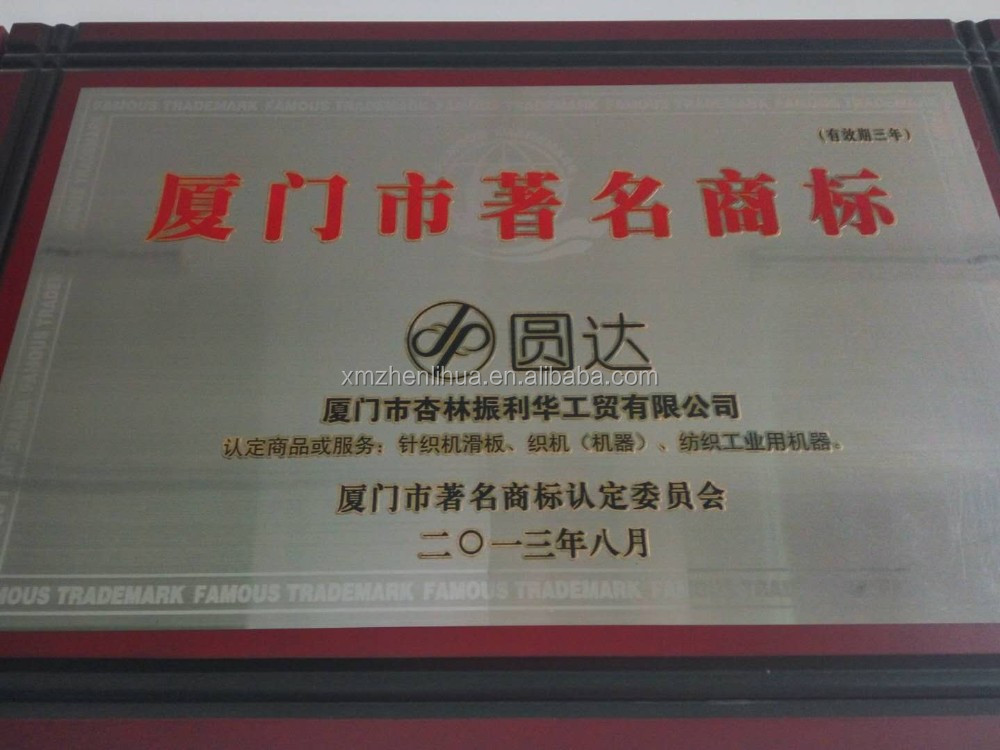 FAMOUS TRADEMARK FAMOUS TRADEMARK FAMOUS TRADEMARK FAMOUS TRADEMARK
(有效期三年)
厦门市著名商标
圆达
xmzhenlihua.en.alibaba.com
厦门市杏林振利华工贸有限公司
认定商品或服务：针织机滑板、织机（机器）、纺织工业用机器。
厦门市著名商标认定委员会
二〇一三年八月
MOUS TRADEMARK FAMOUS TRADEMARK FAMOUS TRADEMARK FAMOUS TRADEMARK